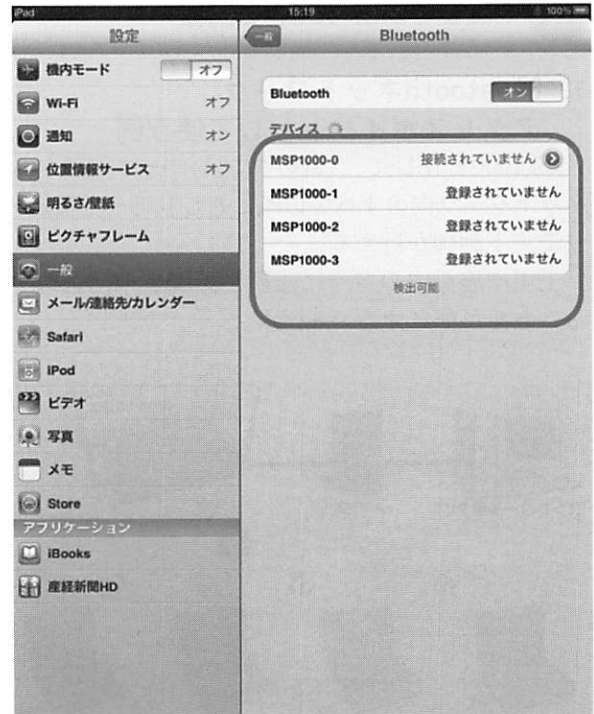 iPad
15:19
100%
設定
一般
Bluetooth
機内モード
オフ
Wi-Fi
オフ
通知
オン
位置情報サービス
オフ
明るさ/壁紙
ピクチャフレーム
一般
メール/連絡先/カレンダー
Safari
iPod
ビデオ
写真
メモ
Store
アプリケーション
iBooks
産経新聞HD
Bluetooth
オン
デバイス
MSP1000-0
接続されていません
MSP1000-1
登録されていません
MSP1000-2
登録されていません
MSP1000-3
登録されていません
検出可能